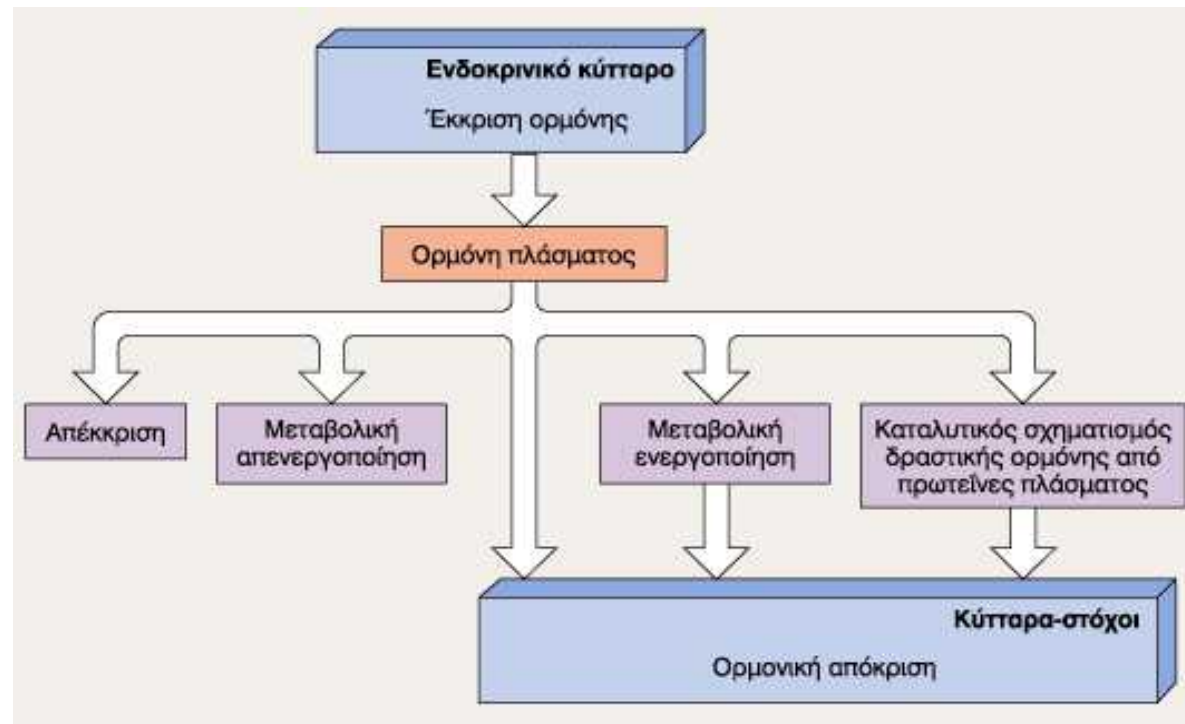 Ενδοκρινικό κύτταρο
Έκκριση ορμόνης
Ορμόνη πλάσματος
Απέκκριση
Μεταβολική
απενεργοποίηση
Μεταβολική
ενεργοποίηση
Καταλυτικός σχηματισμός
δραστικής ορμόνης από
πρωτεΐνες πλάσματος
Κύτταρα-στόχοι
Ορμονική απόκριση